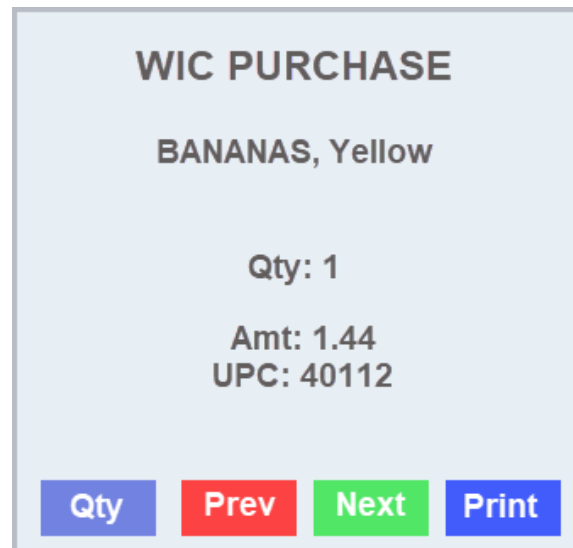 WIC PURCHASE
BANANAS, Yellow
Qty: 1
Amt: 1.44
UPC: 40112
Qty Prev Next Print